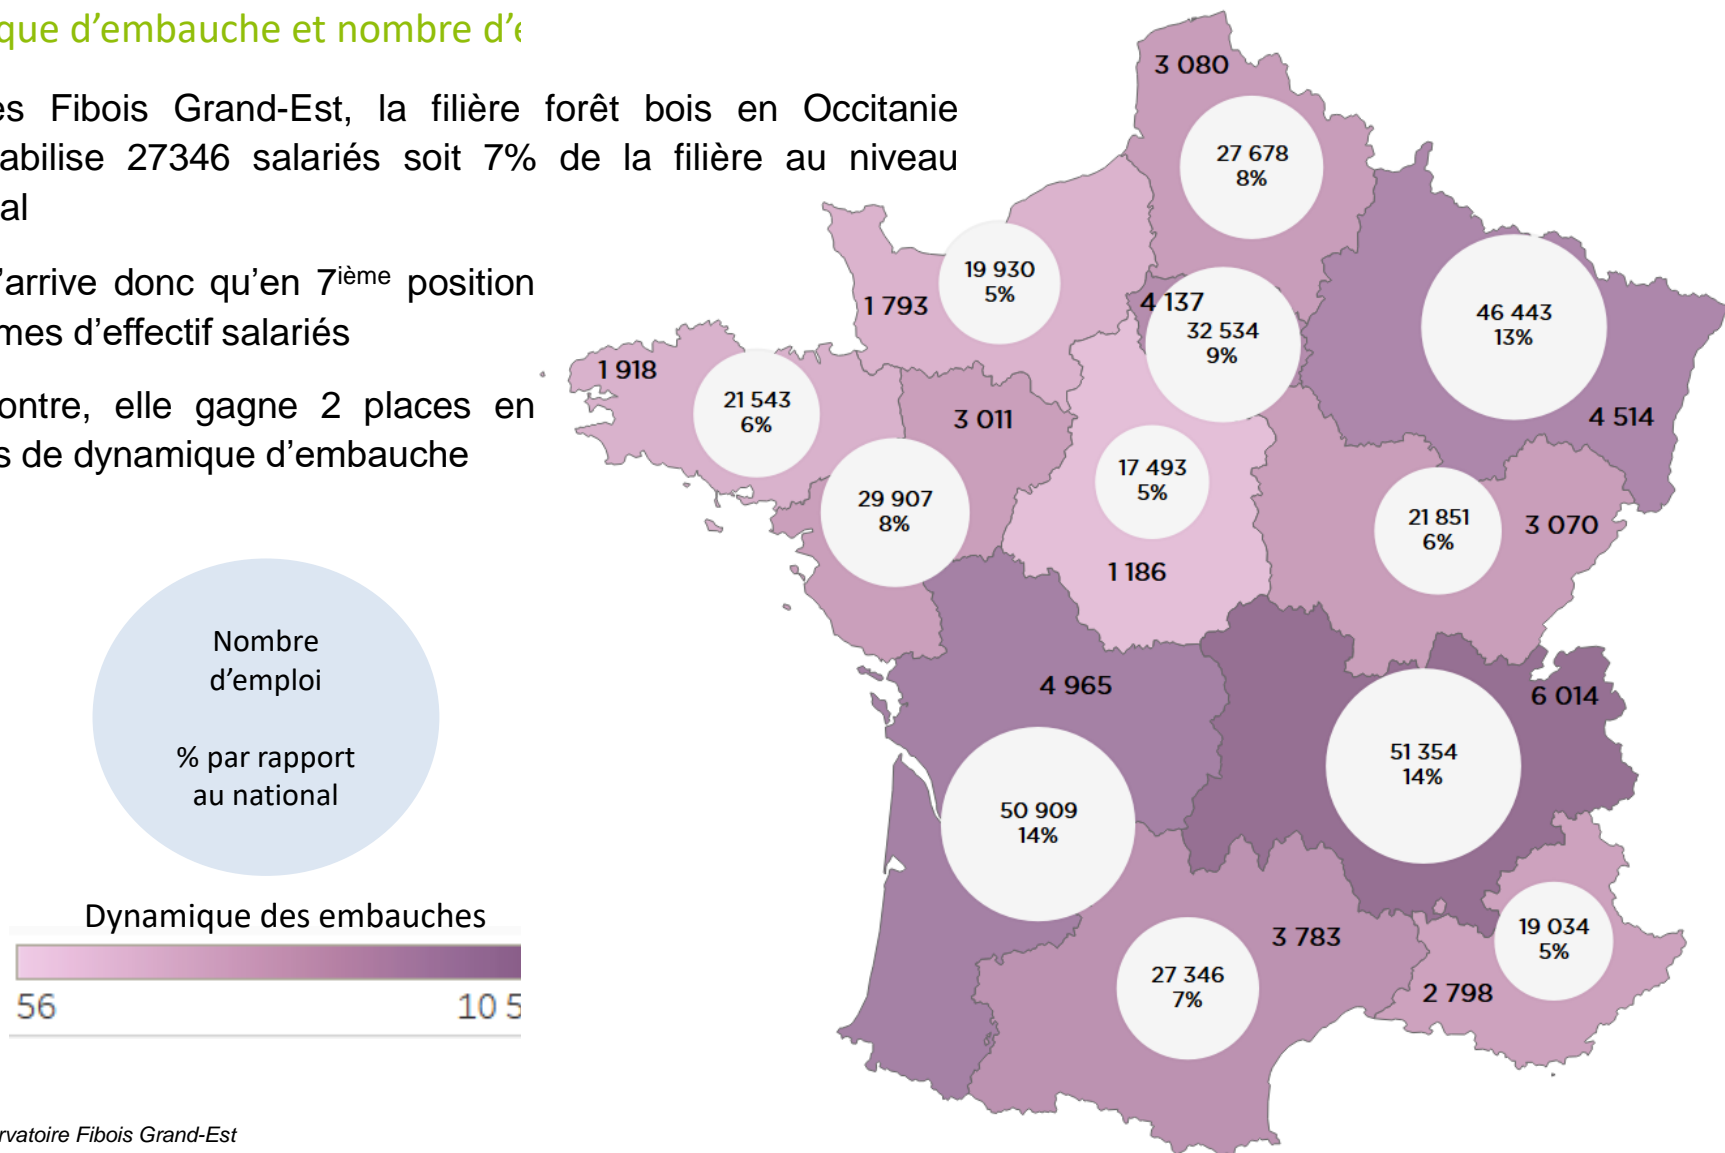 que d'embauche et nombre d'e
es Fibois Grand-Est, la filière forêt bois en Occitanie
abilise 27346 salariés soit 7% de la filière au niveau
al
'arrive donc qu'en 7ième position
mes d'effectif salariés
ontre, elle gagne 2 places en
s de dynamique d'embauche
Nombre
d'emploi
% par rapport
au national
Dynamique des embauches
56
10 5
rvatoire Fibois Grand-Est
3 080
27 678
8%
19 930
5%
1 793
4 137
32 534
9%
46 443
13%
4 514
1 918
21 543
6%
3 011
29 907
8%
17 493
5%
1 186
21 851
6%
3 070
4 965
50 909
14%
6 014
51 354
14%
3 783
27 346
7%
19 034
5%
2 798